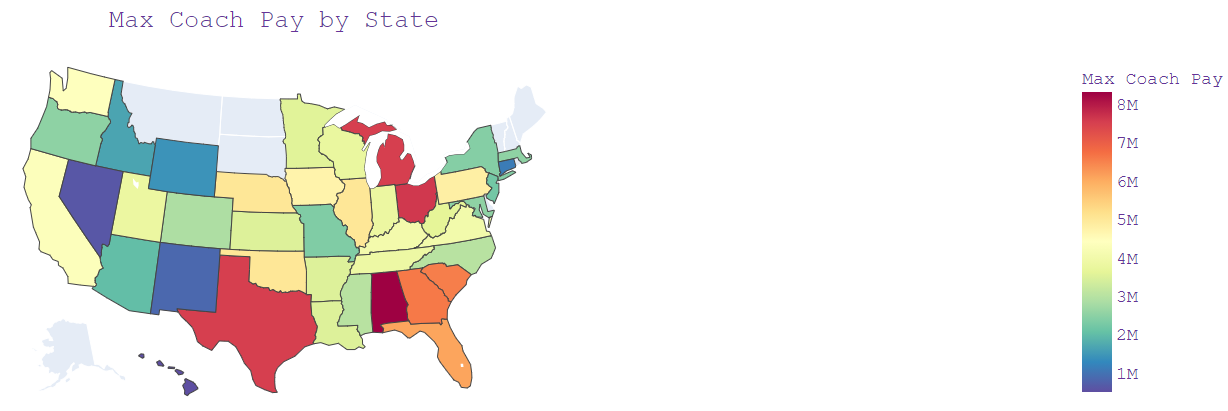 Max Coach Pay by State
Max Coach Pay
8M
7M
6M
5M
4M
3M
2M
1M